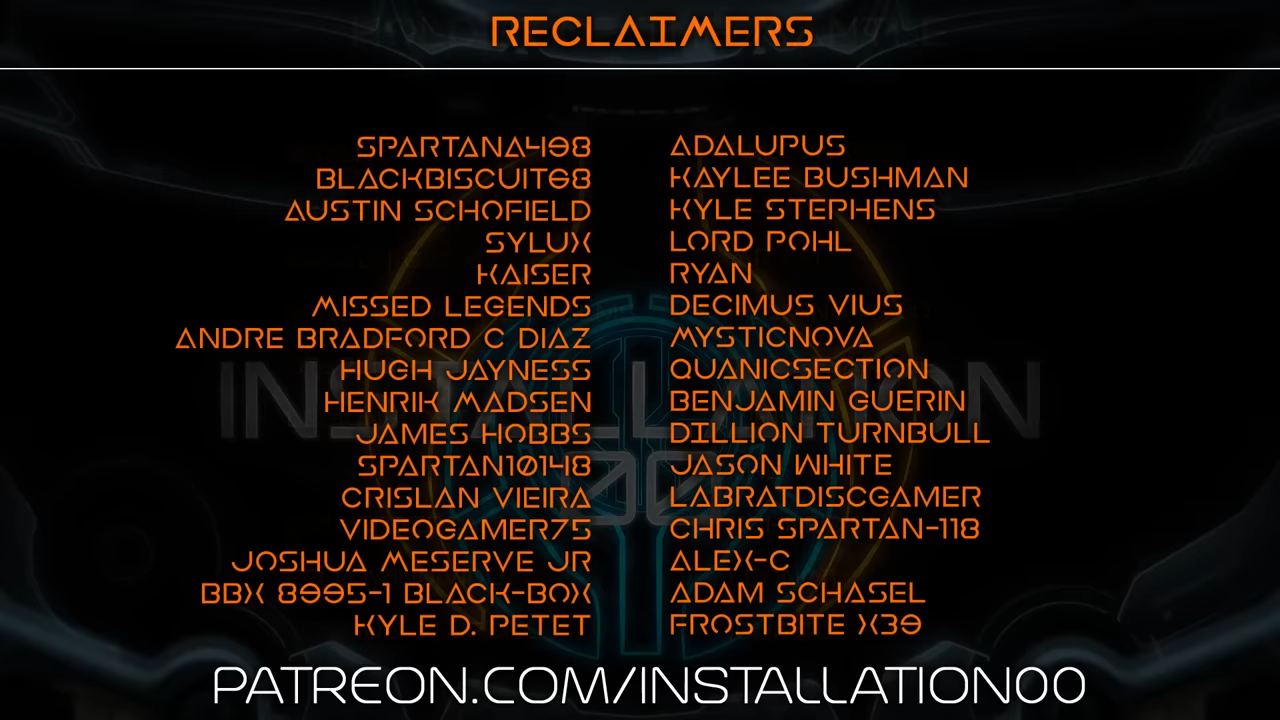 RECLAIMERS
SPARTANA498
BLACKBISCUIT68
AUSTIN SCHOFIELD
SYLUX
KAISER
MISSED LEGENDS
ANDRE BRADFORD C DIAZ
HUGH JAYNESS
HENRIK MADSEN
JAMES HOBBS
SPARTAN10148
CRISLAN VIEIRA
VIDEOGAMER75
JOSHUA MESERVE JR
BBX 8995-1 BLACK-BOX
KYLE D. PETET
ADALUPUS
KAYLEE BUSHMAN
KYLE STEPHENS
LORD POHL
RYAN
DECIMUS VIUS
MYSTICNOVA
QUANICSECTION
BENJAMIN GUERIN
DILLION TURNBULL
JASON WHITE
LABRATDISCGAMER
CHRIS SPARTAN-118
ALEX-C
ADAM SCHASEL
FROSTBITE X39
INSTALLATION
00
PATREON.COM/INSTALLATION00